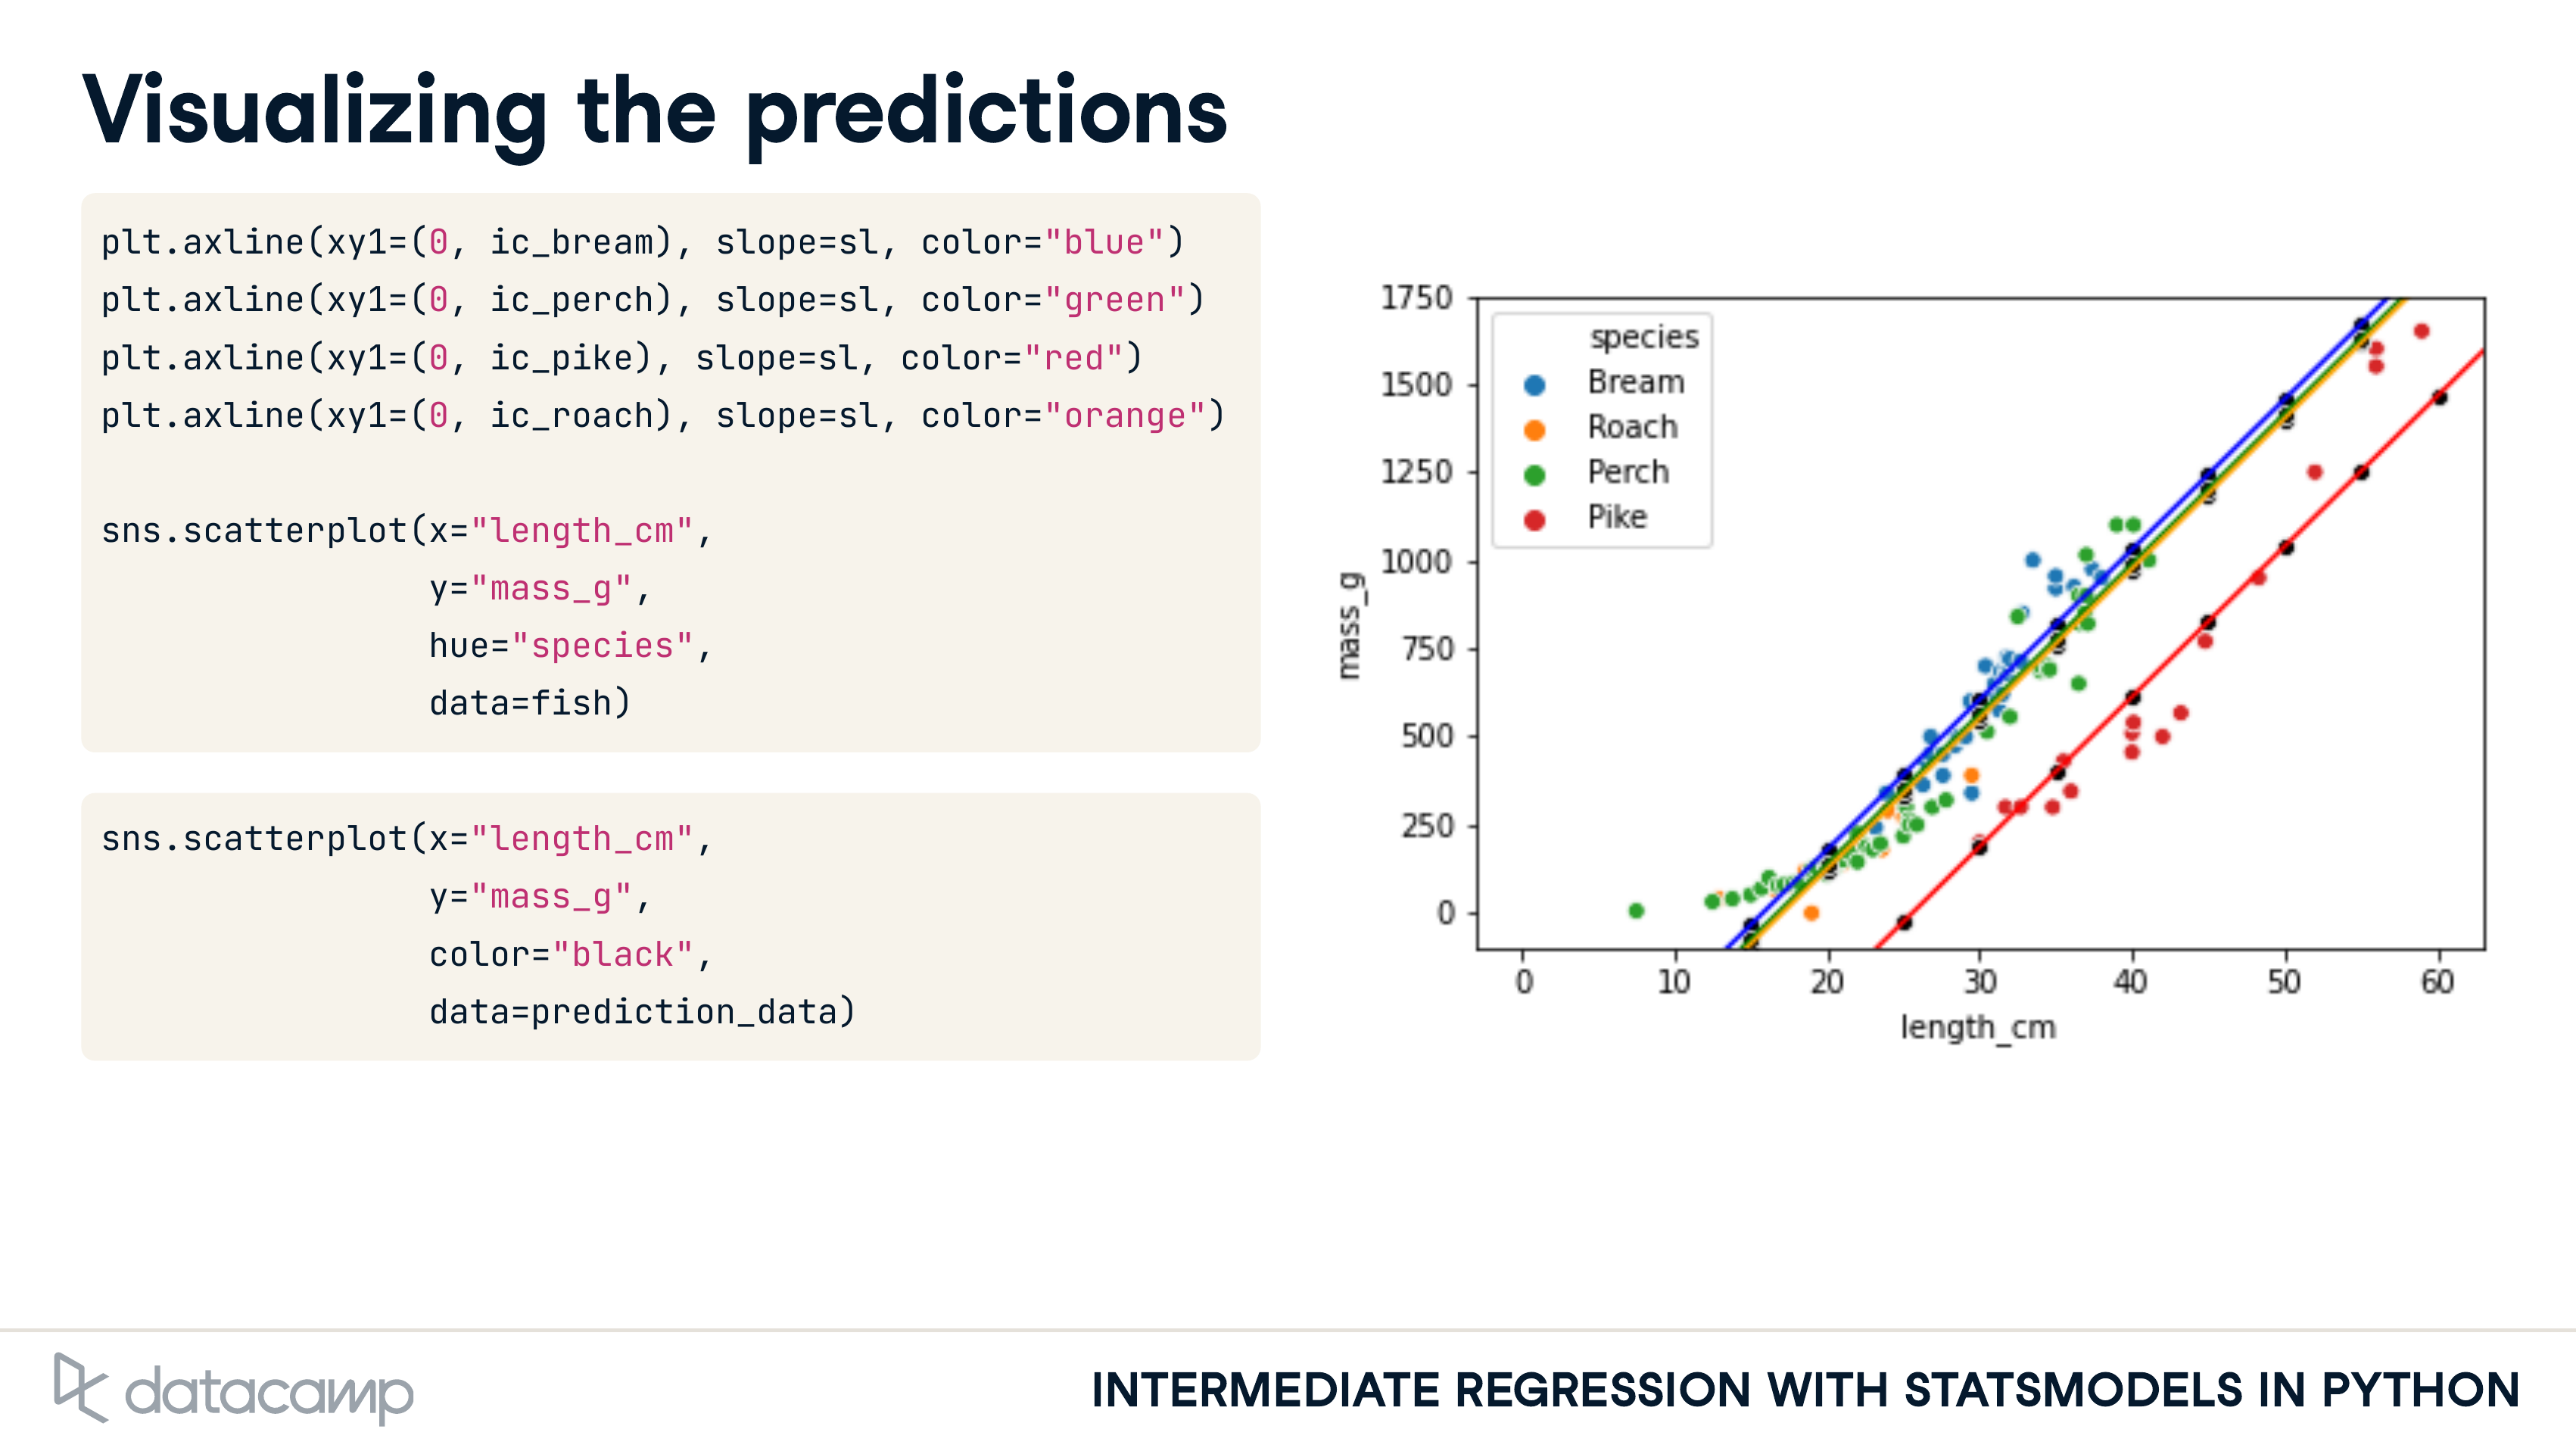 Visualizing the predictions
plt.axline(xy1=(0, ic_bream), slope=sl, color="blue")
plt.axline(xy1=(0, ic_perch), slope=sl, color="green")
plt.axline(xy1=(0, ic_pike), slope=sl, color="red")
plt.axline(xy1=(0, ic_roach), slope=sl, color="orange")
sns.scatterplot(x="length_cm",
y="mass_g",
hue="species",
data=fish)
sns.scatterplot(x="length_cm",
y="mass_g",
color="black",
data=prediction_data)
1750
1500
1250
1000
750
500
250
0
mass_g
species
Bream
Roach
Perch
Pike
0 10 20 30 40 50 60
length_cm
datacamp
INTERMEDIATE REGRESSION WITH STATSMODELS IN PYTHON